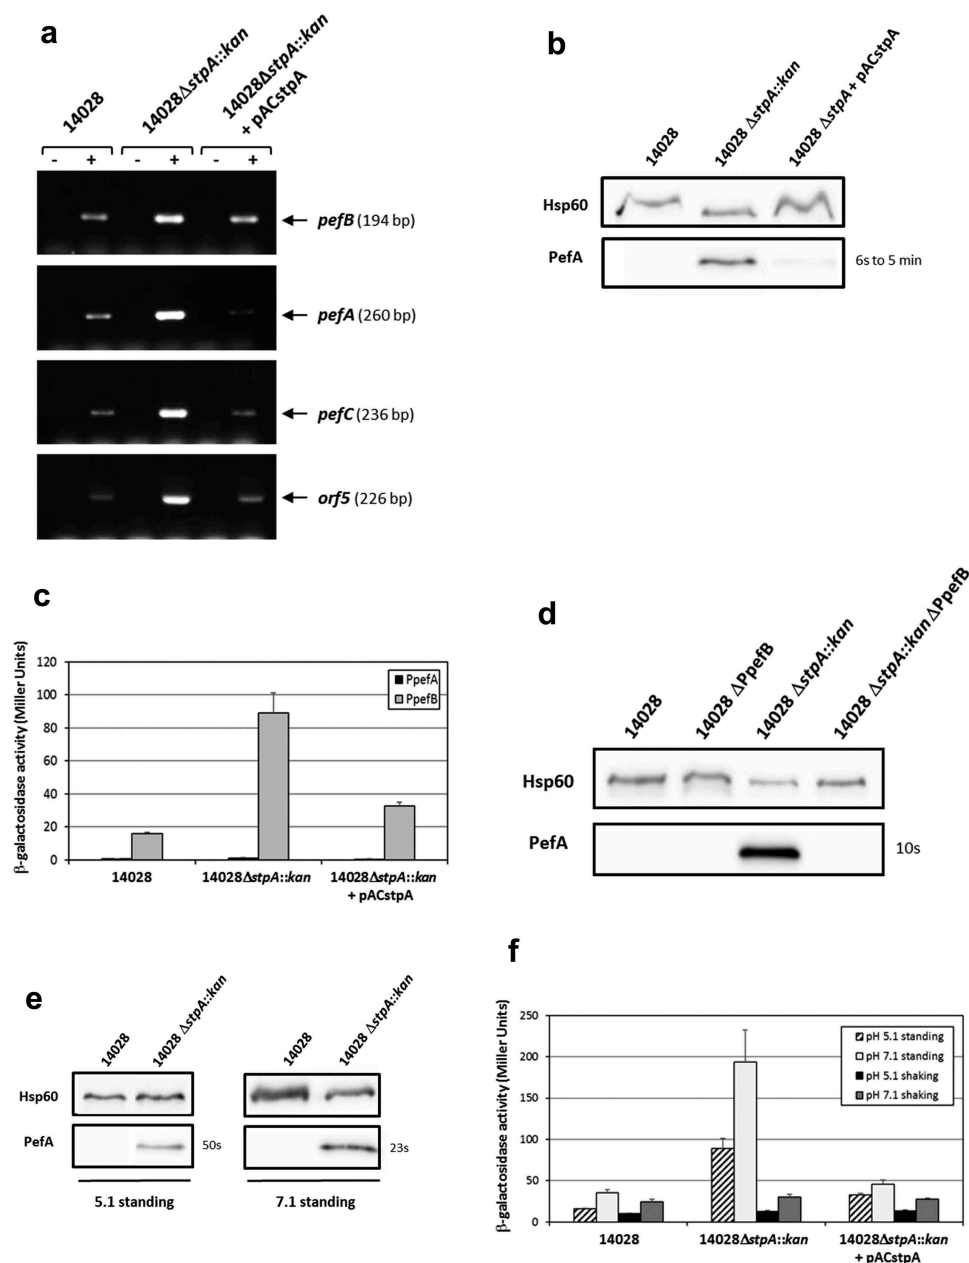 a
14028
14028ΔstpA::kan
14028ΔstpA::kan
+ pACstpA
- + - + - +
pefB (194 bp)
pefA (260 bp)
pefC (236 bp)
orf5 (226 bp)
b
14028
14028 ΔstpA::kan
14028 ΔstpA + pACstpA
Hsp60
PefA
6s to 5 min
c
β-galactosidase activity (Miller Units)
120
100
80
60
40
20
0
PpefA
PpefB
14028
14028ΔstpA::kan
14028ΔstpA::kan
+ pACstpA
d
14028
14028 ΔPpefB
14028 ΔstpA::kan
14028 ΔstpA::kan ΔPpefB
Hsp60
PefA
10s
e
14028
14028 ΔstpA::kan
14028
14028 ΔstpA::kan
Hsp60
PefA
50s
23s
5.1 standing
7.1 standing
f
β-galactosidase activity (Miller Units)
250
200
150
100
50
0
pH 5.1 standing
pH 7.1 standing
pH 5.1 shaking
pH 7.1 shaking
14028
14028ΔstpA::kan
14028ΔstpA::kan
+ pACstpA